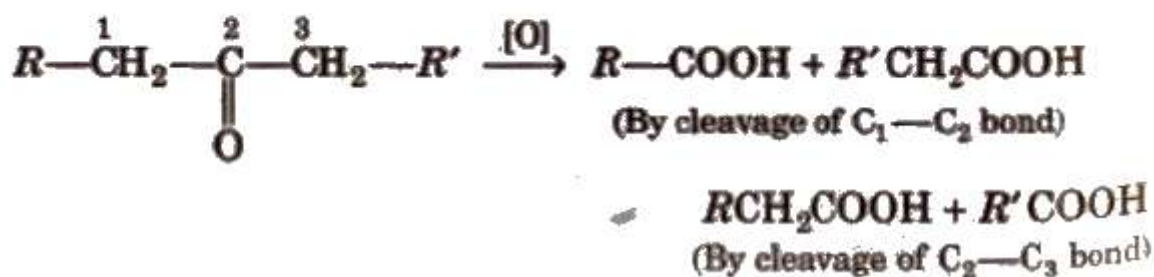 1 2 3
R—CH₂—C—CH₂—R′ [O] → R—COOH + R′CH₂COOH
O
(By cleavage of C₁—C₂ bond)
RCH₂COOH + R′COOH
(By cleavage of C₂—C₃ bond)